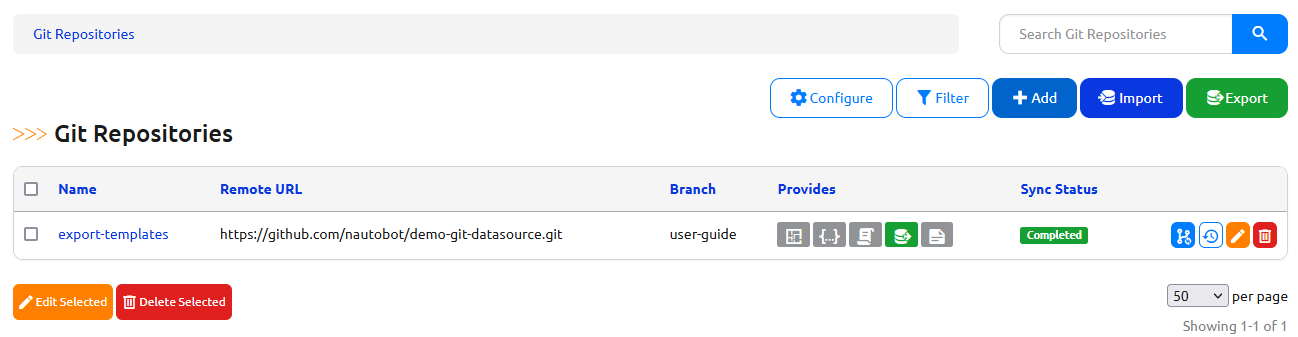 Git Repositories
Search Git Repositories
Configure Filter Add Import Export
>>> Git Repositories
Name Remote URL Branch Provides Sync Status
export-templates https://github.com/nautobot/demo-git-datasource.git user-guide {...} Completed
Edit Selected Delete Selected
50 per page
Showing 1-1 of 1